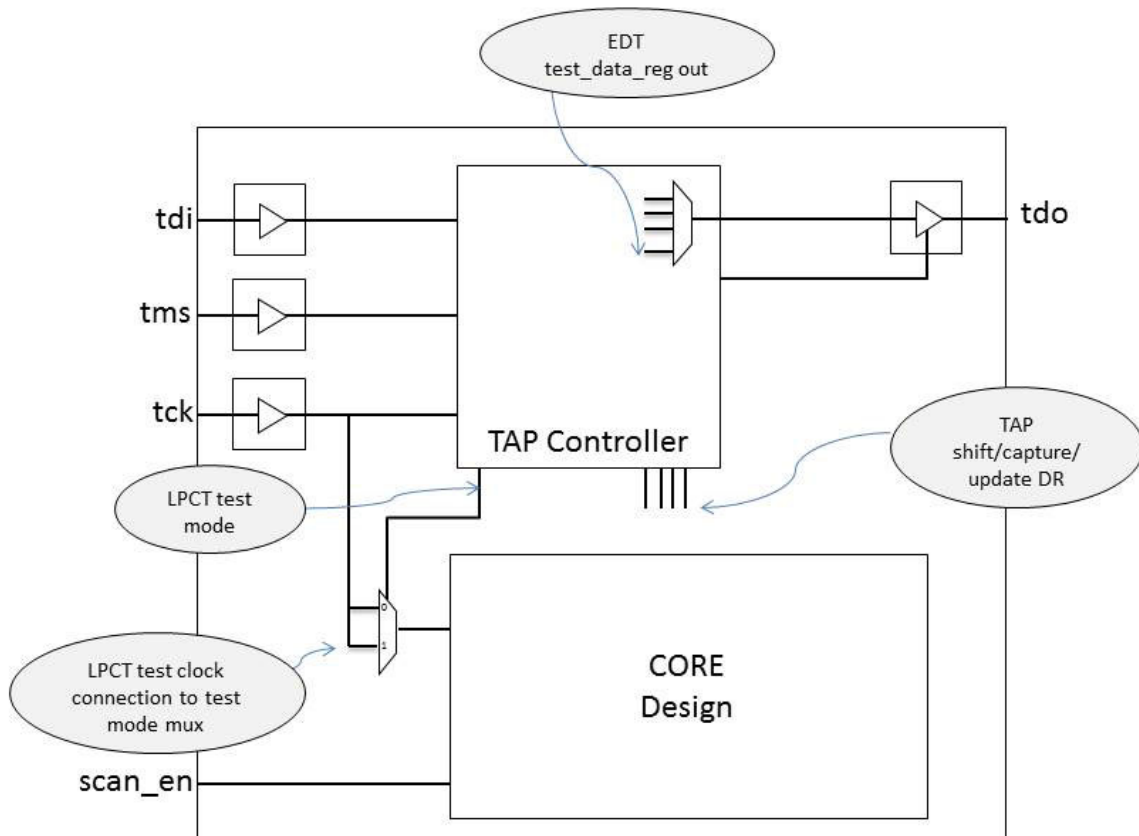 EDT
test_data_reg out
tdi
tdo
tms
tck
TAP Controller
TAP
shift/capture/
update DR
LPCT test
mode
0
1
LPCT test clock
connection to test
mode mux
CORE
Design
scan_en